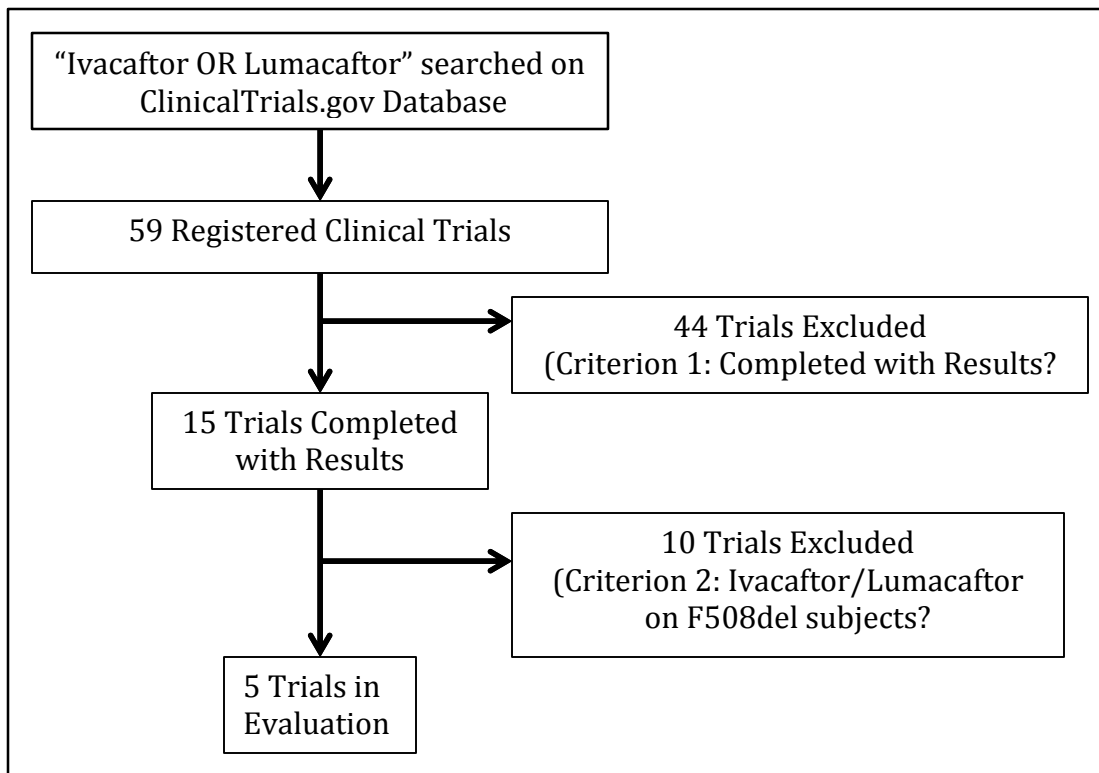 “Ivacaftor OR Lumacaftor” searched on
ClinicalTrials.gov Database
59 Registered Clinical Trials
44 Trials Excluded
(Criterion 1: Completed with Results?
15 Trials Completed
with Results
10 Trials Excluded
(Criterion 2: Ivacaftor/Lumacaftor
on F508del subjects?
5 Trials in
Evaluation